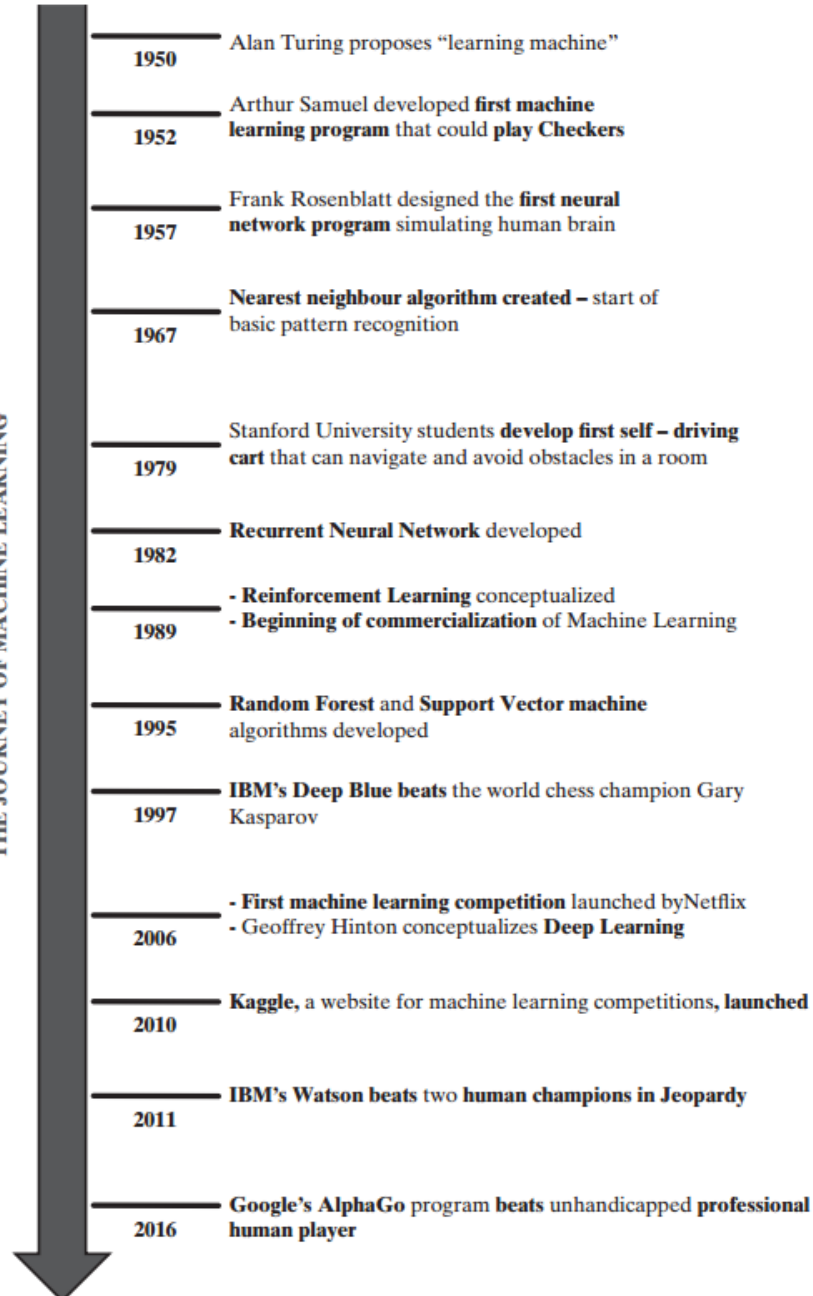 THE JOURNEY OF MACHINE LEARNING
1950
Alan Turing proposes “learning machine”
1952
Arthur Samuel developed first machine
learning program that could play Checkers
1957
Frank Rosenblatt designed the first neural
network program simulating human brain
1967
Nearest neighbour algorithm created – start of
basic pattern recognition
1979
Stanford University students develop first self – driving
cart that can navigate and avoid obstacles in a room
1982
Recurrent Neural Network developed
1989
- Reinforcement Learning conceptualized
- Beginning of commercialization of Machine Learning
1995
Random Forest and Support Vector machine
algorithms developed
1997
IBM’s Deep Blue beats the world chess champion Gary
Kasparov
2006
- First machine learning competition launched byNetflix
- Geoffrey Hinton conceptualizes Deep Learning
2010
Kaggle, a website for machine learning competitions, launched
2011
IBM’s Watson beats two human champions in Jeopardy
2016
Google’s AlphaGo program beats unhandicapped professional
human player